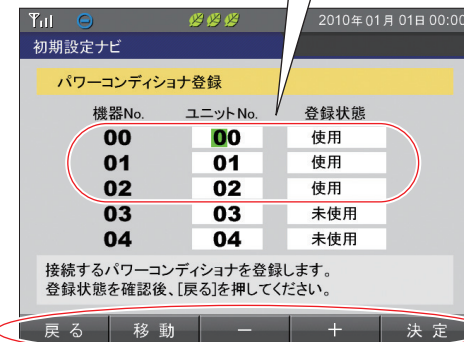 2010年01月01日 00:00
初期設定ナビ
パワーコンディショナ登録
機器No. ユニットNo. 登録状態
00 00 使用
01 01 使用
02 02 使用
03 03 未使用
04 04 未使用
接続するパワーコンディショナを登録します。
登録状態を確認後、[戻る]を押してください。
戻る 移動 − + 決定